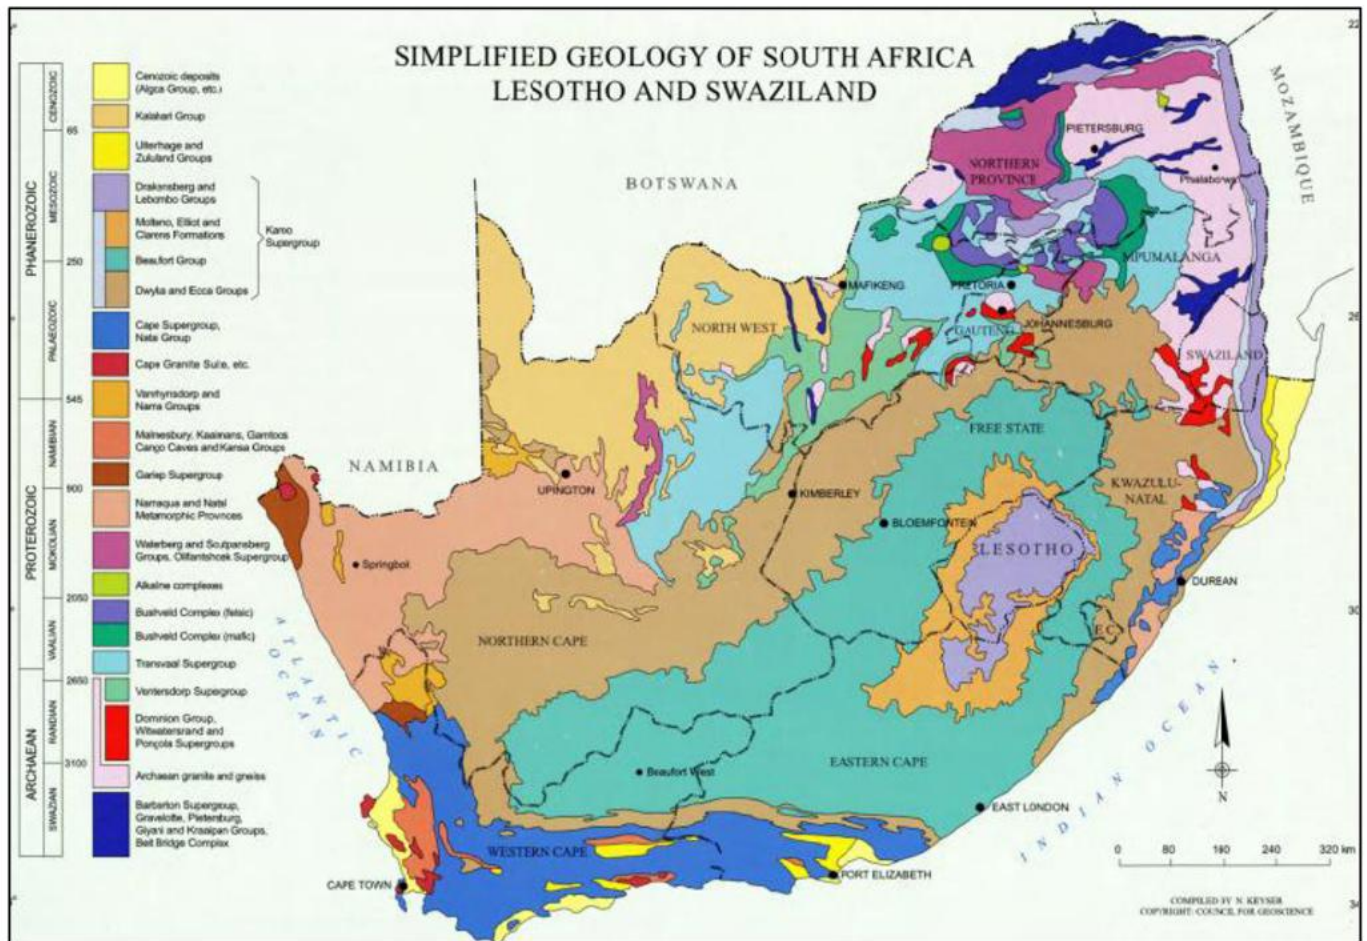 SIMPLIFIED GEOLOGY OF SOUTH AFRICA
LESOTHO AND SWAZILAND
PHANEROZOIC
PROTEROZOIC
ARCHAEAN
CENOZOIC
MESOZOIC
PALAEOZOIC
NAMIBIAN
MOKOLIAN
VAALIAN
RANDIAN
SWAZIAN
65
250
545
900
2050
2650
3100
Cenozoic deposits
(Algoa Group, etc.)
Kalahari Group
Uitenhage and
Zululand Groups
Drakensberg and
Lebombo Groups
Molteno, Elliot and
Clarens Formations
Beaufort Group
Dwyka and Ecca Groups
Karoo
Supergroup
Cape Supergroup,
Natal Group
Cape Granite Suite, etc.
Vanrhynsdorp and
Nama Groups
Malmesbury, Kaaimans, Gamtoos
Cango Caves and Kansa Groups
Gariep Supergroup
Namaqua and Natal
Metamorphic Provinces
Waterberg and Soutpansberg
Groups, Olifantshoek Supergroup
Alkaline complexes
Bushveld Complex (felsic)
Bushveld Complex (mafic)
Transvaal Supergroup
Ventersdorp Supergroup
Dominion Group,
Witwatersrand and
Pongola Supergroups
Archaean granite and gneiss
Barberton Supergroup,
Gravelotte, Pietersburg,
Giyani and Kraaipan Groups,
Beit Bridge Complex
BOTSWANA
NAMIBIA
MOZAMBIQUE
PIETERSBURG
NORTHERN
PROVINCE
MPUMALANGA
MAFIKENG
PRETORIA
NORTH WEST
GAUTENG
JOHANNESBURG
SWAZILAND
FREE STATE
UPINGTON
KIMBERLEY
KWAZULU-
NATAL
BLOEMFONTEIN
LESOTHO
Springbok
DURBAN
NORTHERN CAPE
E.C.
EASTERN CAPE
Beaufort West
EAST LONDON
WESTERN CAPE
CAPE TOWN
PORT ELIZABETH
ATLANTIC
OCEAN
INDIAN OCEAN
N
0 80 160 240 320 km
COMPILED BY N. KEYSER
COPYRIGHT: COUNCIL FOR GEOSCIENCE